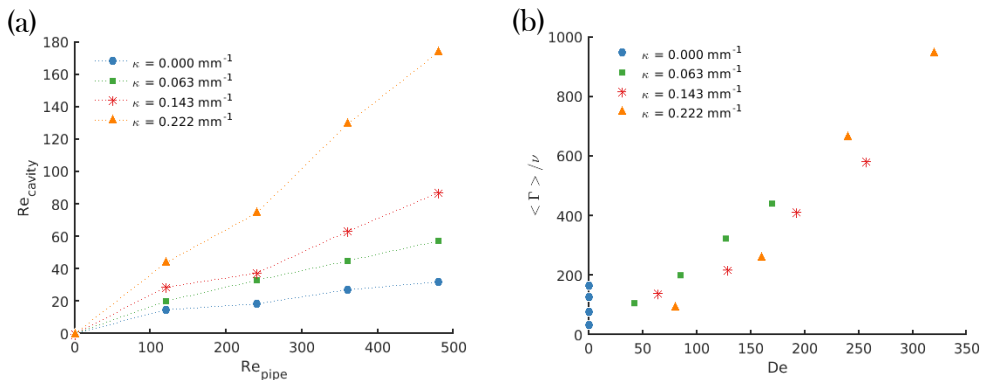 (a)
180
160
140
120
100
80
60
40
20
0
0 100 200 300 400 500
Re_cavity
Re_pipe
κ = 0.000 mm⁻¹
κ = 0.063 mm⁻¹
κ = 0.143 mm⁻¹
κ = 0.222 mm⁻¹
(b)
1000
800
600
400
200
0
0 50 100 150 200 250 300 350
< Γ > /ν
De
κ = 0.000 mm⁻¹
κ = 0.063 mm⁻¹
κ = 0.143 mm⁻¹
κ = 0.222 mm⁻¹